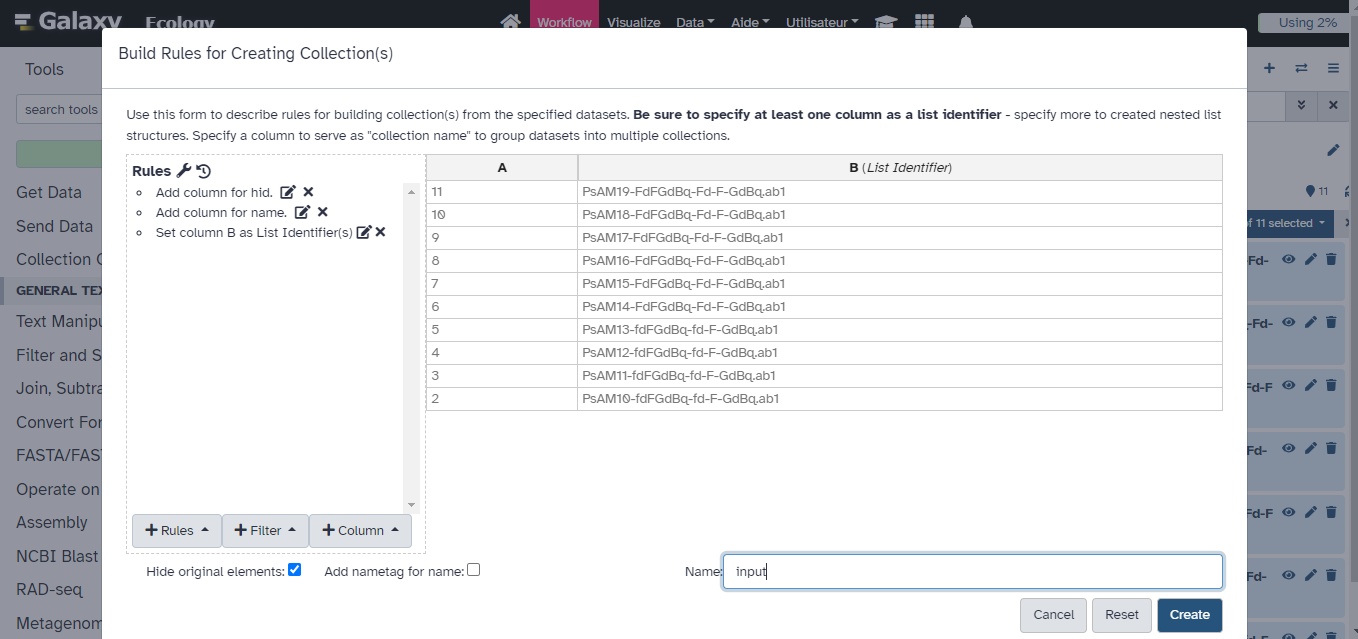 Galaxy Ecology Workflow Visualize Data Aide Utilisateur Using 2%
Tools
search tools
Get Data
Send Data
Collection
GENERAL
Text
Filter and
Join,
Convert
Operate on
Assembly
NCBI Blast
RAD-seq
Build Rules for Creating Collection(s)
Use this form to describe rules for building collection(s) from the specified datasets. Be sure to specify at least one column as a list identifier - specify more to created nested list
structures. Specify a column to serve as "collection name" to group datasets into multiple collections.
Rules
Add column for hid.
Add column for name.
Set column B as List Identifier(s)
+ Rules + Filter + Column
A B (List Identifier)
11 PsAM19-FdFGdBq-Fd-F-GdBq.ab1
10 PsAM18-FdFGdBq-Fd-F-GdBq.ab1
9 PsAM17-FdFGdBq-Fd-F-GdBq.ab1
8 PsAM16-FdFGdBq-Fd-F-GdBq.ab1
7 PsAM15-FdFGdBq-Fd-F-GdBq.ab1
6 PsAM14-FdFGdBq-Fd-F-GdBq.ab1
5 PsAM13-fdFGdBq-fd-F-GdBq.ab1
4 PsAM12-fdFGdBq-fd-F-GdBq.ab1
3 PsAM11-fdFGdBq-fd-F-GdBq.ab1
2 PsAM10-fdFGdBq-fd-F-GdBq.ab1
Hide original elements: Add nametag for name: Name: input
Cancel Reset Create
11
of 11 selected
Fd-
-Fd-
d-F
Fd-
Fd-F
Fd-